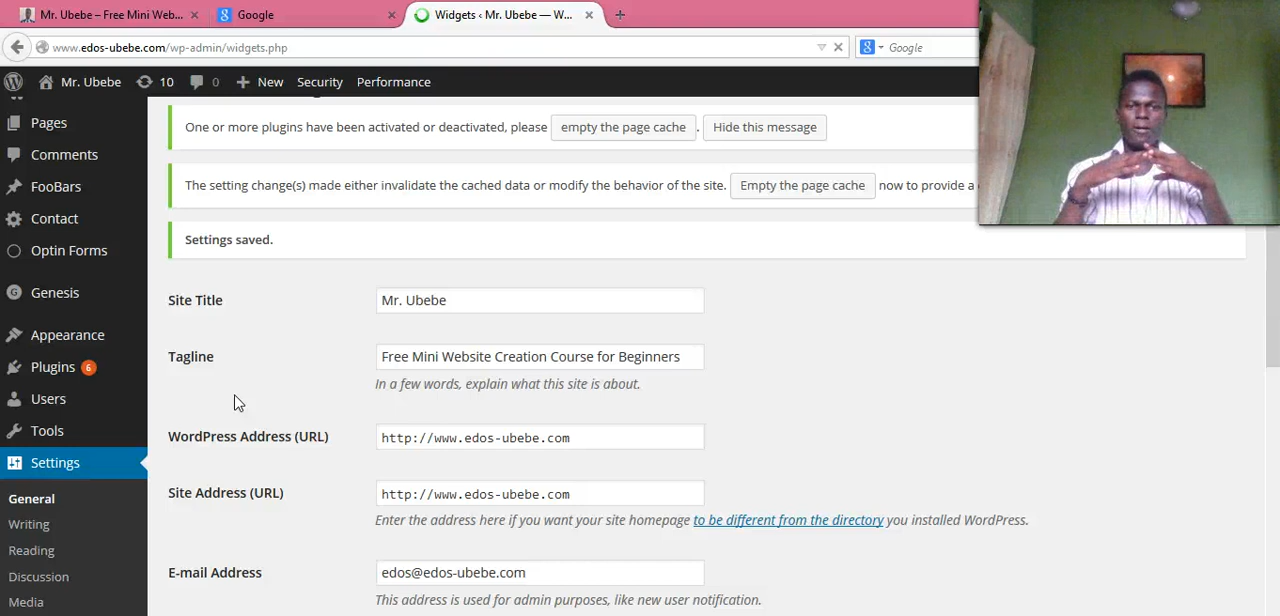 Mr. Ubebe – Free Mini Web...
Google
Widgets ‹ Mr. Ubebe — W...
www.edos-ubebe.com/wp-admin/widgets.php
Google
Mr. Ubebe
10
0
New
Security
Performance
Pages
Comments
FooBars
Contact
Optin Forms
Genesis
Appearance
Plugins 6
Users
Tools
Settings
General
Writing
Reading
Discussion
Media
One or more plugins have been activated or deactivated, please empty the page cache . Hide this message
The setting change(s) made either invalidate the cached data or modify the behavior of the site. Empty the page cache now to provide a
Settings saved.
Site Title Mr. Ubebe
Tagline Free Mini Website Creation Course for Beginners
In a few words, explain what this site is about.
WordPress Address (URL) http://www.edos-ubebe.com
Site Address (URL) http://www.edos-ubebe.com
Enter the address here if you want your site homepage to be different from the directory you installed WordPress.
E-mail Address edos@edos-ubebe.com
This address is used for admin purposes, like new user notification.